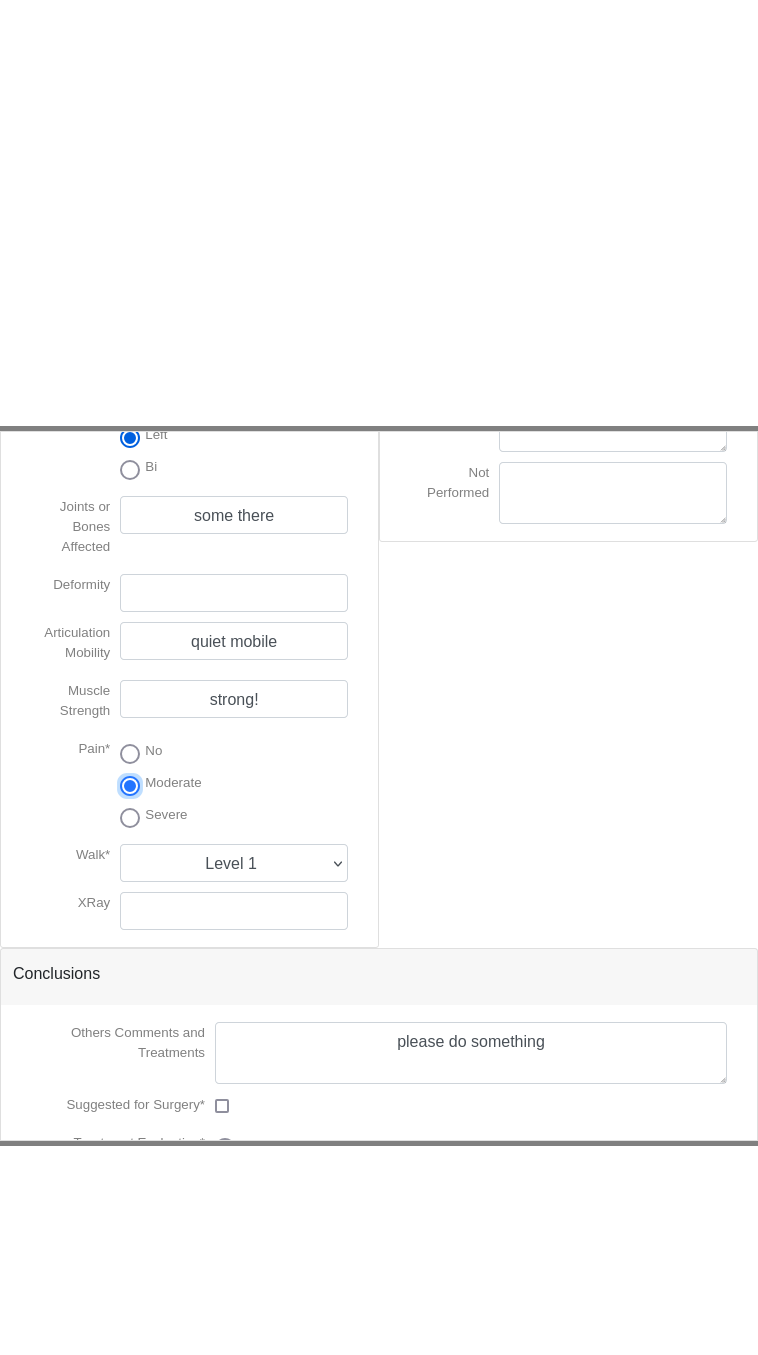 Left
Bi
Not
Performed
Joints or
Bones
Affected
some there
Deformity
Articulation
Mobility
quiet mobile
Muscle
Strength
strong!
Pain*
No
Moderate
Severe
Walk*
Level 1
XRay
Conclusions
Others Comments and
Treatments
please do something
Suggested for Surgery*